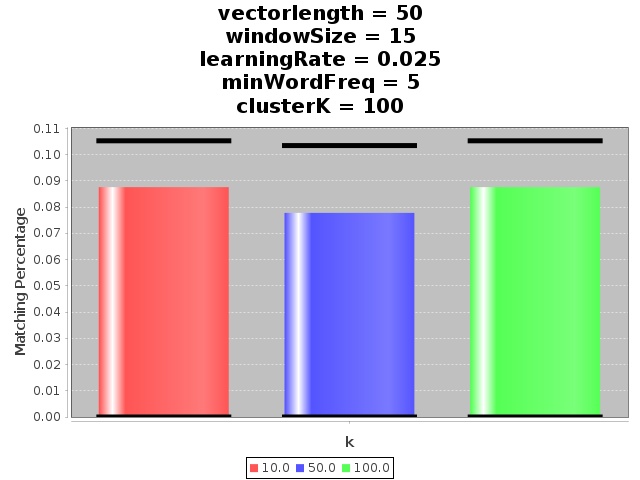 vectorlength = 50
windowSize = 15
learningRate = 0.025
minWordFreq = 5
clusterK = 100
0.11
0.10
0.09
0.08
0.07
0.06
0.05
0.04
0.03
0.02
0.01
0.00
Matching Percentage
k
10.0 50.0 100.0